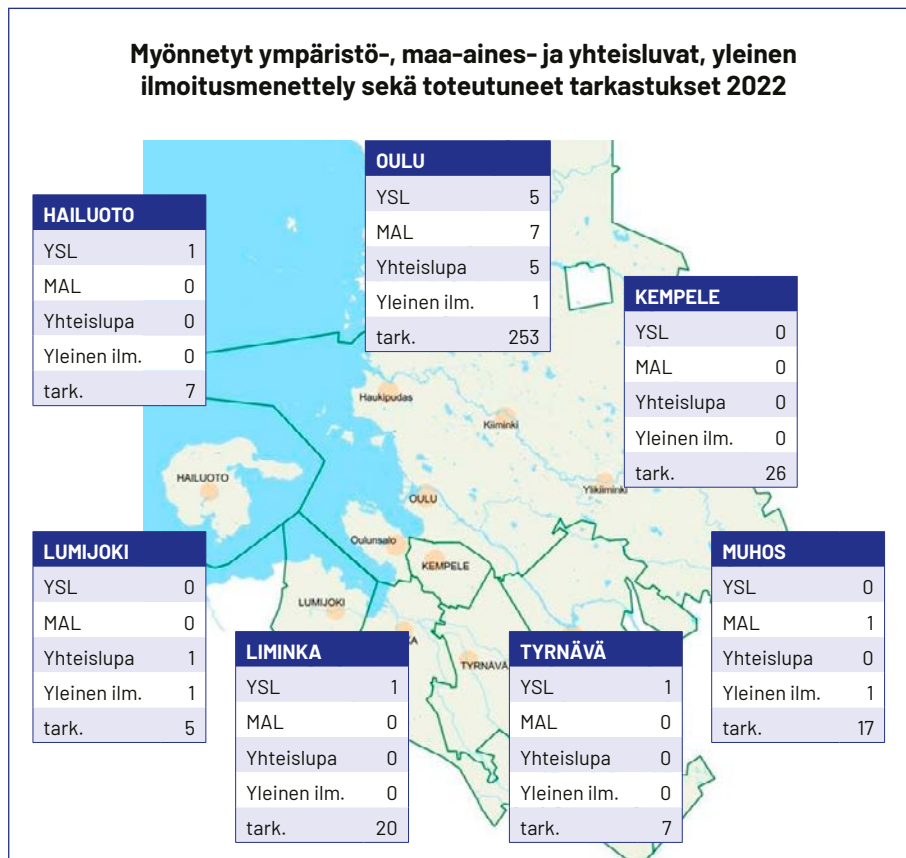 Myönnetyt ympäristö-, maa-aines- ja yhteisluvat, yleinen
ilmoitusmenettely sekä toteutuneet tarkastukset 2022
OULU
YSL 5
MAL 7
Yhteislupa 5
Yleinen ilm. 1
tark. 253
HAILUOTO
YSL 1
MAL 0
Yhteislupa 0
Yleinen ilm. 0
tark. 7
KEMPELE
YSL 0
MAL 0
Yhteislupa 0
Yleinen ilm. 0
tark. 26
Haukipudas
Kiiminki
HAILUOTO
OULU
Ylikiiminki
Oulunsalo
KEMPELE
LUMIJOKI
TYRNÄVÄ
LUMIJOKI
YSL 0
MAL 0
Yhteislupa 1
Yleinen ilm. 1
tark. 5
MUHOS
YSL 0
MAL 1
Yhteislupa 0
Yleinen ilm. 1
tark. 17
LIMINKA
YSL 1
MAL 0
Yhteislupa 0
Yleinen ilm. 0
tark. 20
TYRNÄVÄ
YSL 1
MAL 0
Yhteislupa 0
Yleinen ilm. 0
tark. 7